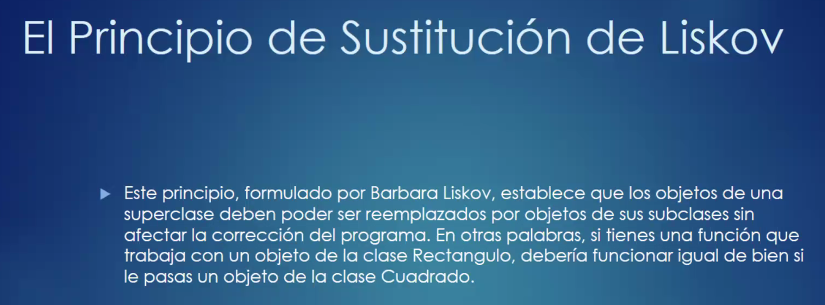 El Principio de Sustitución de Liskov
Este principio, formulado por Barbara Liskov, establece que los objetos de una
superclase deben poder ser reemplazados por objetos de sus subclases sin
afectar la corrección del programa. En otras palabras, si tienes una función que
trabaja con un objeto de la clase Rectangulo, debería funcionar igual de bien si
le pasas un objeto de la clase Cuadrado.